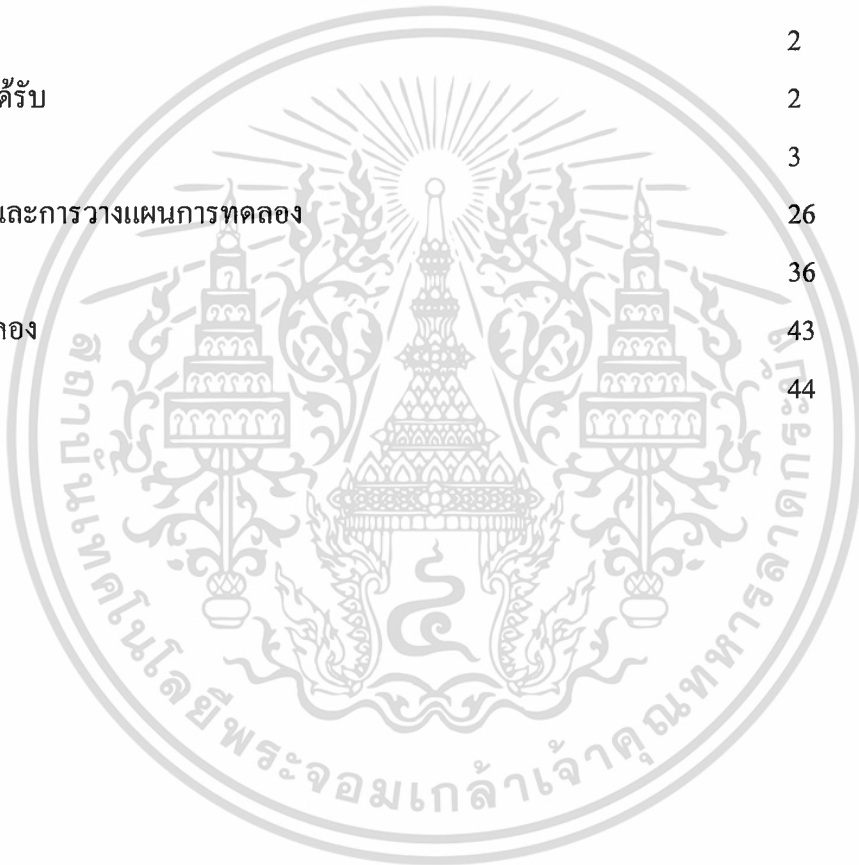 2
ด้รับ 2
3
และการวางแผนการทดลอง 26
36
ลอง 43
44
สถาบันเทคโนโลยีพระจอมเกล้าเจ้าคุณทหารลาดกระบัง